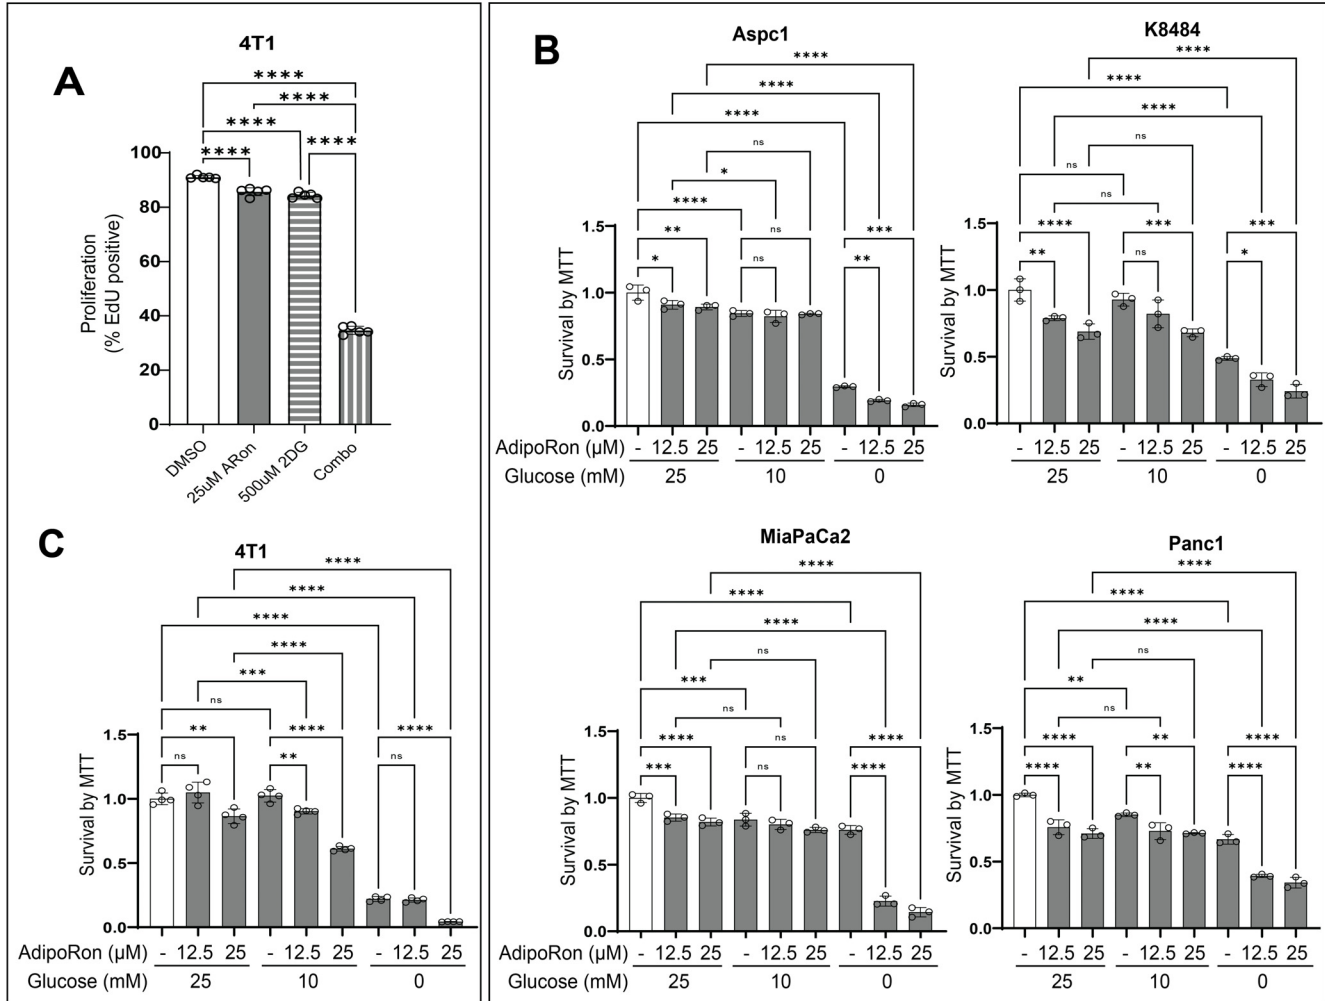 A
4T1
****
****
****
****
****
Proliferation
(% EdU positive)
100
80
60
40
20
0
DMSO
25uM ARon
500uM 2DG
Combo
B
Aspc1
****
****
****
ns
*
****
ns
**
***
*
ns
**
Survival by MTT
1.5
1.0
0.5
0.0
AdipoRon (µM) - 12.5 25 - 12.5 25 - 12.5 25
Glucose (mM) 25 10 0
K8484
****
****
****
ns
ns
ns
****
***
***
**
ns
*
Survival by MTT
1.5
1.0
0.5
0.0
- 12.5 25 - 12.5 25 - 12.5 25
25 10 0
C
4T1
****
****
****
****
***
ns
**
****
****
ns
**
ns
Survival by MTT
1.5
1.0
0.5
0.0
AdipoRon (µM) - 12.5 25 - 12.5 25 - 12.5 25
Glucose (mM) 25 10 0
MiaPaCa2
****
****
****
ns
***
ns
****
ns
****
***
ns
****
Survival by MTT
1.5
1.0
0.5
0.0
AdipoRon (µM) - 12.5 25 - 12.5 25 - 12.5 25
Glucose (mM) 25 10 0
Panc1
****
****
****
ns
**
ns
****
**
****
****
**
****
Survival by MTT
1.5
1.0
0.5
0.0
- 12.5 25 - 12.5 25 - 12.5 25
25 10 0